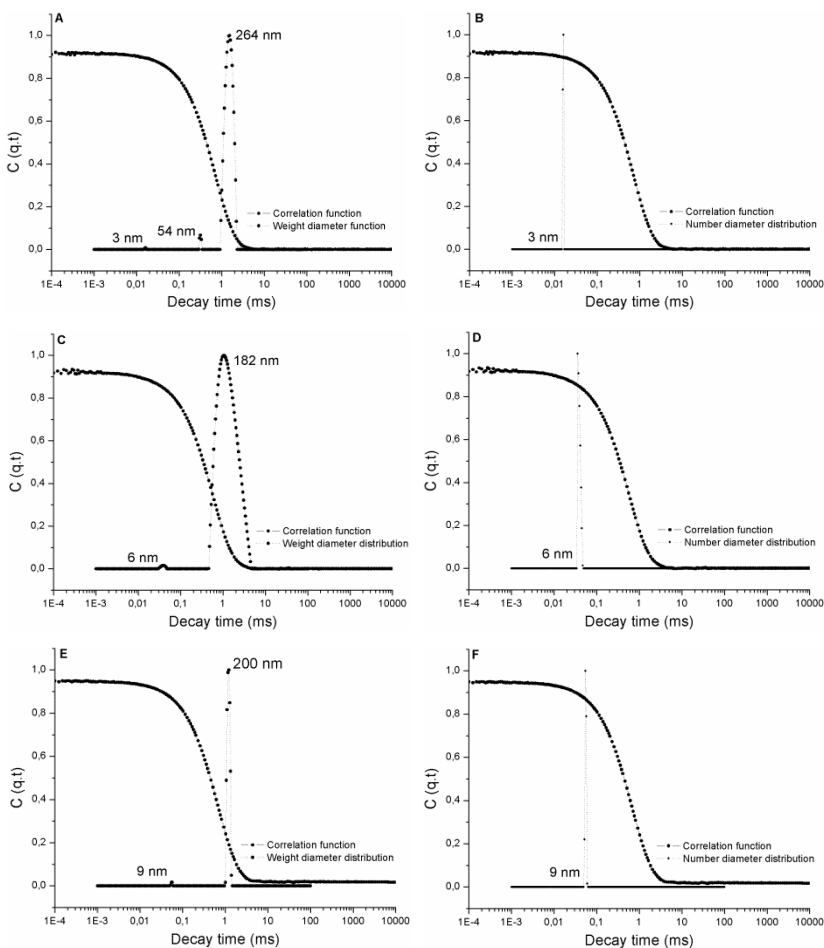 A
1,0
0,8
0,6
0,4
0,2
0,0
C (q.t)
264 nm
54 nm
3 nm
Correlation function
Weight diameter function
1E-4 1E-3 0,01 0,1 1 10 100 1000 10000
Decay time (ms)
B
1,0
0,8
0,6
0,4
0,2
0,0
C (q.t)
3 nm
Correlation function
Number diameter distribution
1E-4 1E-3 0,01 0,1 1 10 100 1000 10000
Decay time (ms)
C
1,0
0,8
0,6
0,4
0,2
0,0
C (q.t)
182 nm
6 nm
Correlation function
Weight diameter distribution
1E-4 1E-3 0,01 0,1 1 10 100 1000 10000
Decay time (ms)
D
1,0
0,8
0,6
0,4
0,2
0,0
C (q.t)
6 nm
Correlation function
Number diameter distribution
1E-4 1E-3 0,01 0,1 1 10 100 1000 10000
Decay time (ms)
E
1,0
0,8
0,6
0,4
0,2
0,0
C (q.t)
200 nm
9 nm
Correlation function
Weight diameter distribution
1E-4 1E-3 0,01 0,1 1 10 100 1000 10000
Decay time (ms)
F
1,0
0,8
0,6
0,4
0,2
0,0
C (q.t)
9 nm
Correlation function
Number diameter distribution
1E-4 1E-3 0,01 0,1 1 10 100 1000 10000
Decay time (ms)